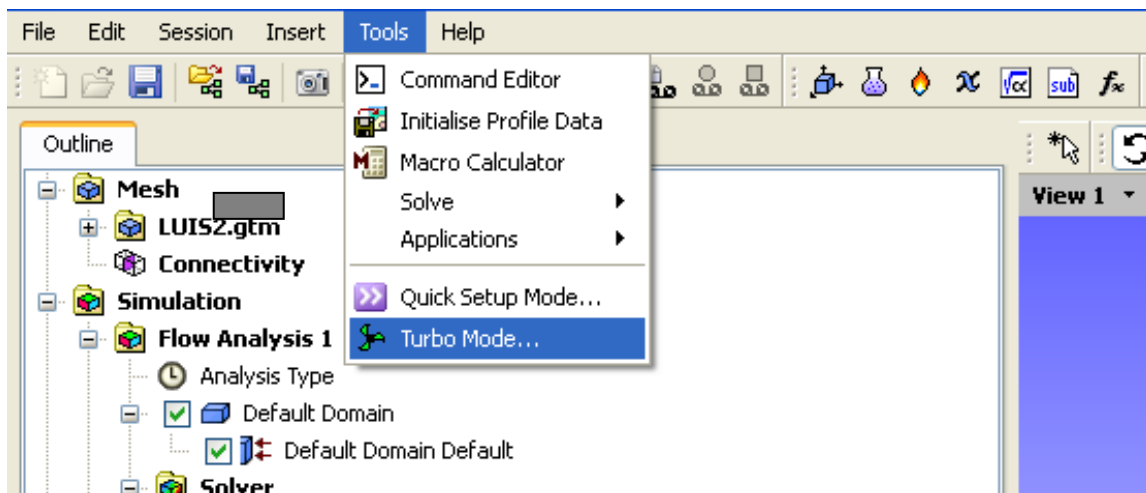 File Edit Session Insert Tools Help
Command Editor
Initialise Profile Data
Macro Calculator
Solve
Applications
Quick Setup Mode...
Turbo Mode...
sub
fx
Outline
Mesh
LUIS2.gtm
Connectivity
Simulation
Flow Analysis 1
Analysis Type
Default Domain
Default Domain Default
Solver
View 1